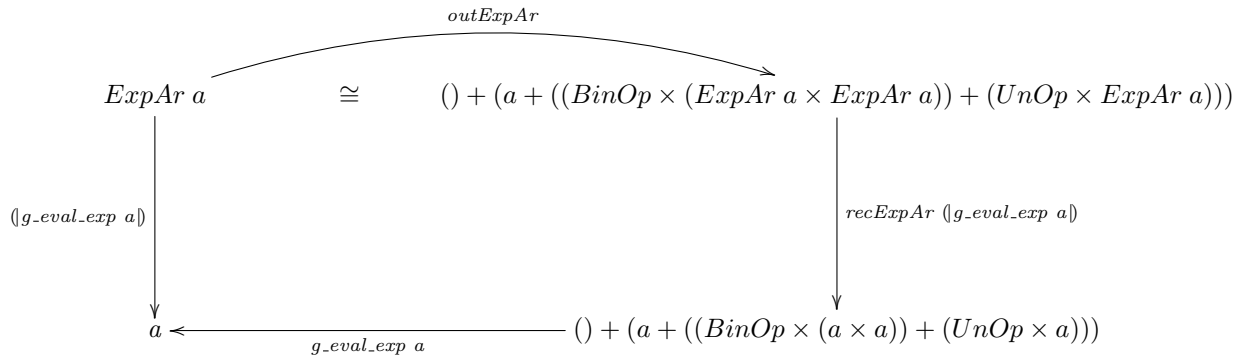 outExpAr
ExpAr a ≅ () + (a + ((BinOp × (ExpAr a × ExpAr a)) + (UnOp × ExpAr a)))
⦇g_eval_exp a⦈ recExpAr ⦇g_eval_exp a⦈
a () + (a + ((BinOp × (a × a)) + (UnOp × a)))
g_eval_exp a